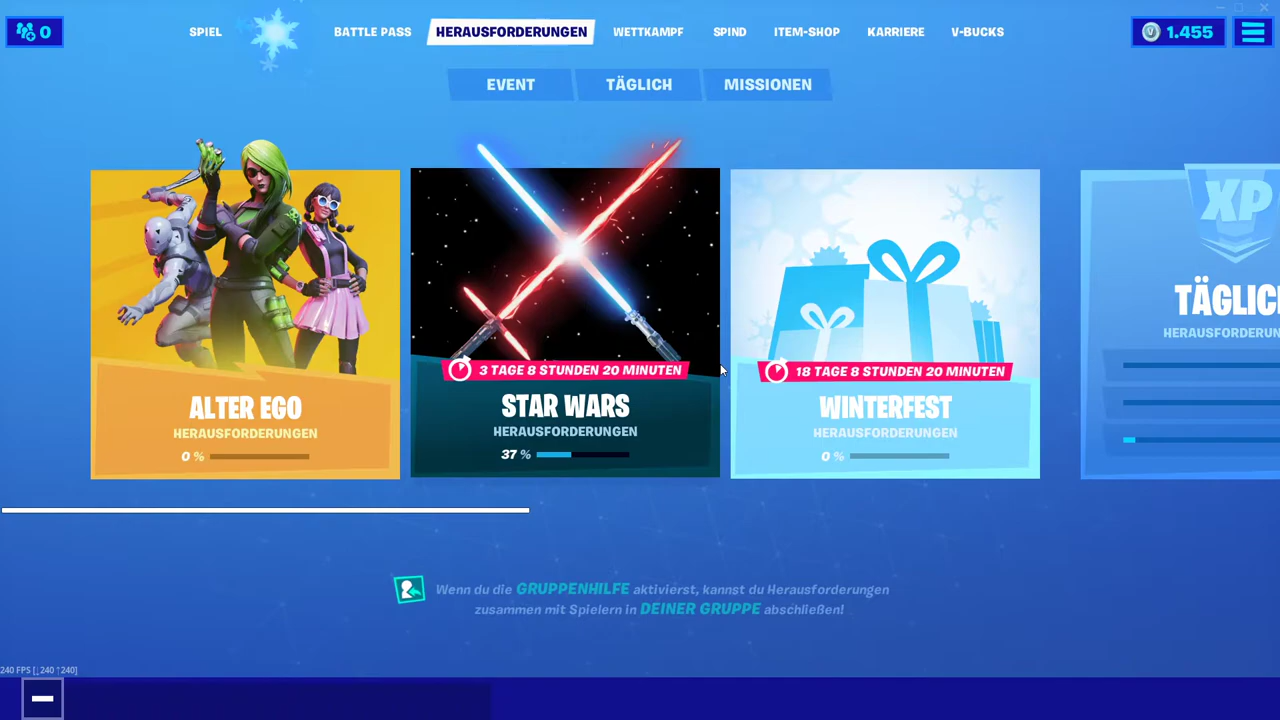 0
SPIEL
BATTLE PASS
HERAUSFORDERUNGEN
WETTKAMPF
SPIND
ITEM-SHOP
KARRIERE
V-BUCKS
V
1.455
EVENT
TÄGLICH
MISSIONEN
ALTER EGO
HERAUSFORDERUNGEN
0 %
3 TAGE 8 STUNDEN 20 MINUTEN
STAR WARS
HERAUSFORDERUNGEN
37 %
18 TAGE 8 STUNDEN 20 MINUTEN
WINTERFEST
HERAUSFORDERUNGEN
0 %
XP
TÄGLIC
HERAUSFORDERUN
Wenn du die GRUPPENHILFE aktivierst, kannst du Herausforderungen
zusammen mit Spielern in DEINER GRUPPE abschließen!
240 FPS [↓240 ↑240]